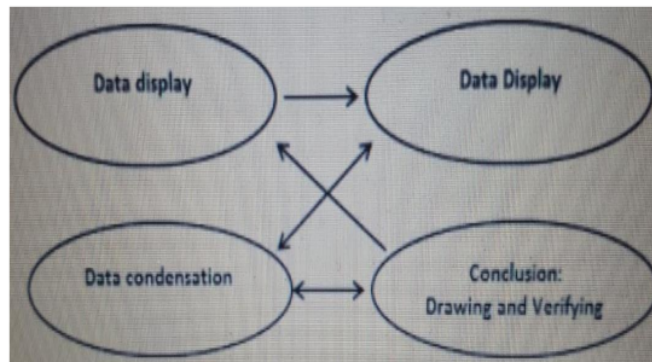 Data display
Data Display
Data condensation
Conclusion:
Drawing and Verifying